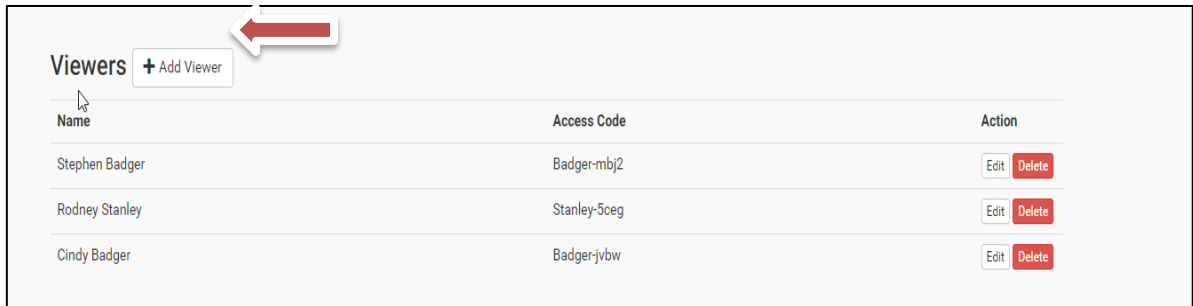 Viewers + Add Viewer
Name Access Code Action
Stephen Badger Badger-mbj2 Edit Delete
Rodney Stanley Stanley-5ceg Edit Delete
Cindy Badger Badger-jvbw Edit Delete